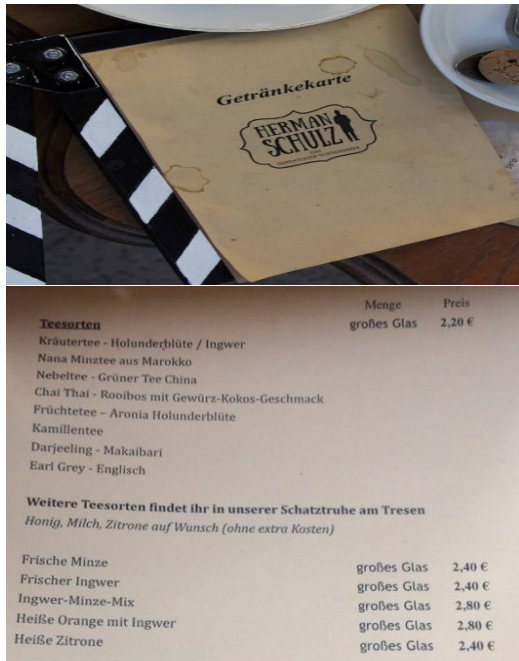 Getränkekarte
HERMAN
SCHULZ
Menge Preis
Teesorten großes Glas 2,20 €
Kräutertee - Holunderblüte / Ingwer
Nana Minztee aus Marokko
Nebeltee - Grüner Tee China
Chai Thai - Rooibos mit Gewürz-Kokos-Geschmack
Früchtetee – Aronia Holunderblüte
Kamillentee
Darjeeling - Makaibari
Earl Grey - Englisch
Weitere Teesorten findet ihr in unserer Schatztruhe am Tresen
Honig, Milch, Zitrone auf Wunsch (ohne extra Kosten)
Frische Minze großes Glas 2,40 €
Frischer Ingwer großes Glas 2,40 €
Ingwer-Minze-Mix großes Glas 2,80 €
Heiße Orange mit Ingwer großes Glas 2,80 €
Heiße Zitrone großes Glas 2,40 €